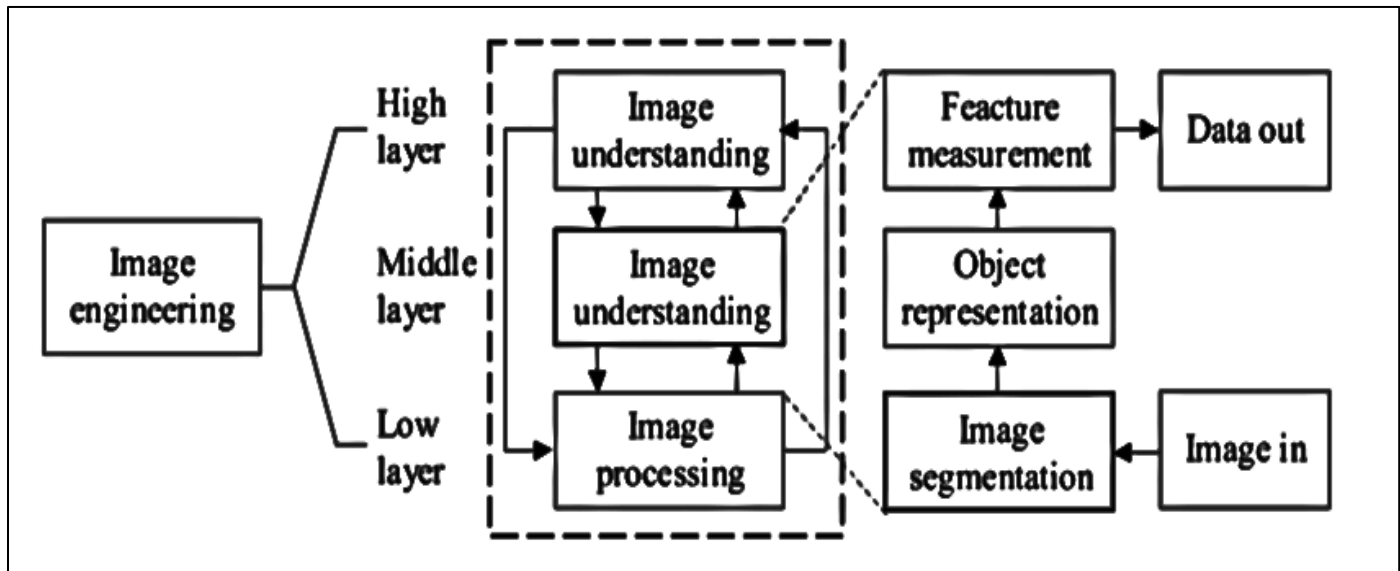 Image
engineering
High
layer
Middle
layer
Low
layer
Image
understanding
Image
understanding
Image
processing
Feacture
measurement
Data out
Object
representation
Image
segmentation
Image in